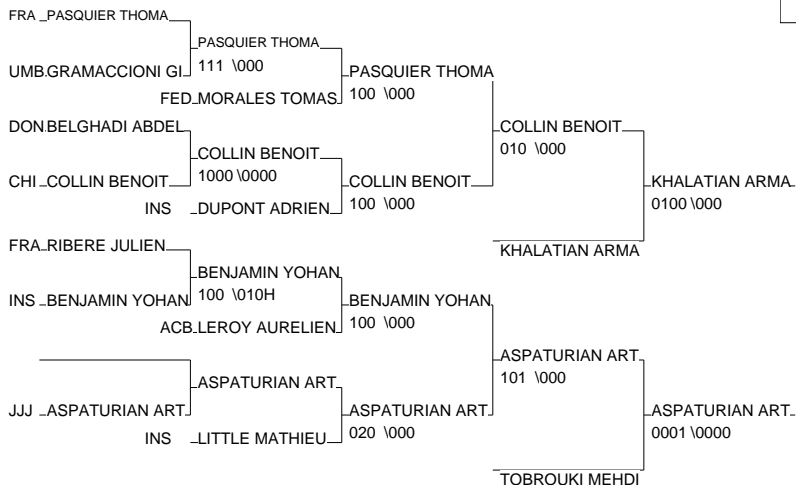 FRA PASQUIER THOMA
PASQUIER THOMA
111 \000
UMB GRAMACCIONI GI
PASQUIER THOMA
100 \000
FED MORALES TOMAS
DON BELGHADI ABDEL
COLLIN BENOIT
010 \000
COLLIN BENOIT
1000 \0000
CHI COLLIN BENOIT
COLLIN BENOIT
100 \000
KHALATIAN ARMA
0100 \000
INS DUPONT ADRIEN
FRA RIBERE JULIEN
KHALATIAN ARMA
BENJAMIN YOHAN
100 \010H
INS BENJAMIN YOHAN
BENJAMIN YOHAN
100 \000
ACB LEROY AURELIEN
ASPATURIAN ART
101 \000
ASPATURIAN ART
JJJ ASPATURIAN ART
ASPATURIAN ART
020 \000
ASPATURIAN ART
0001 \0000
INS LITTLE MATHIEU
TOBROUKI MEHDI